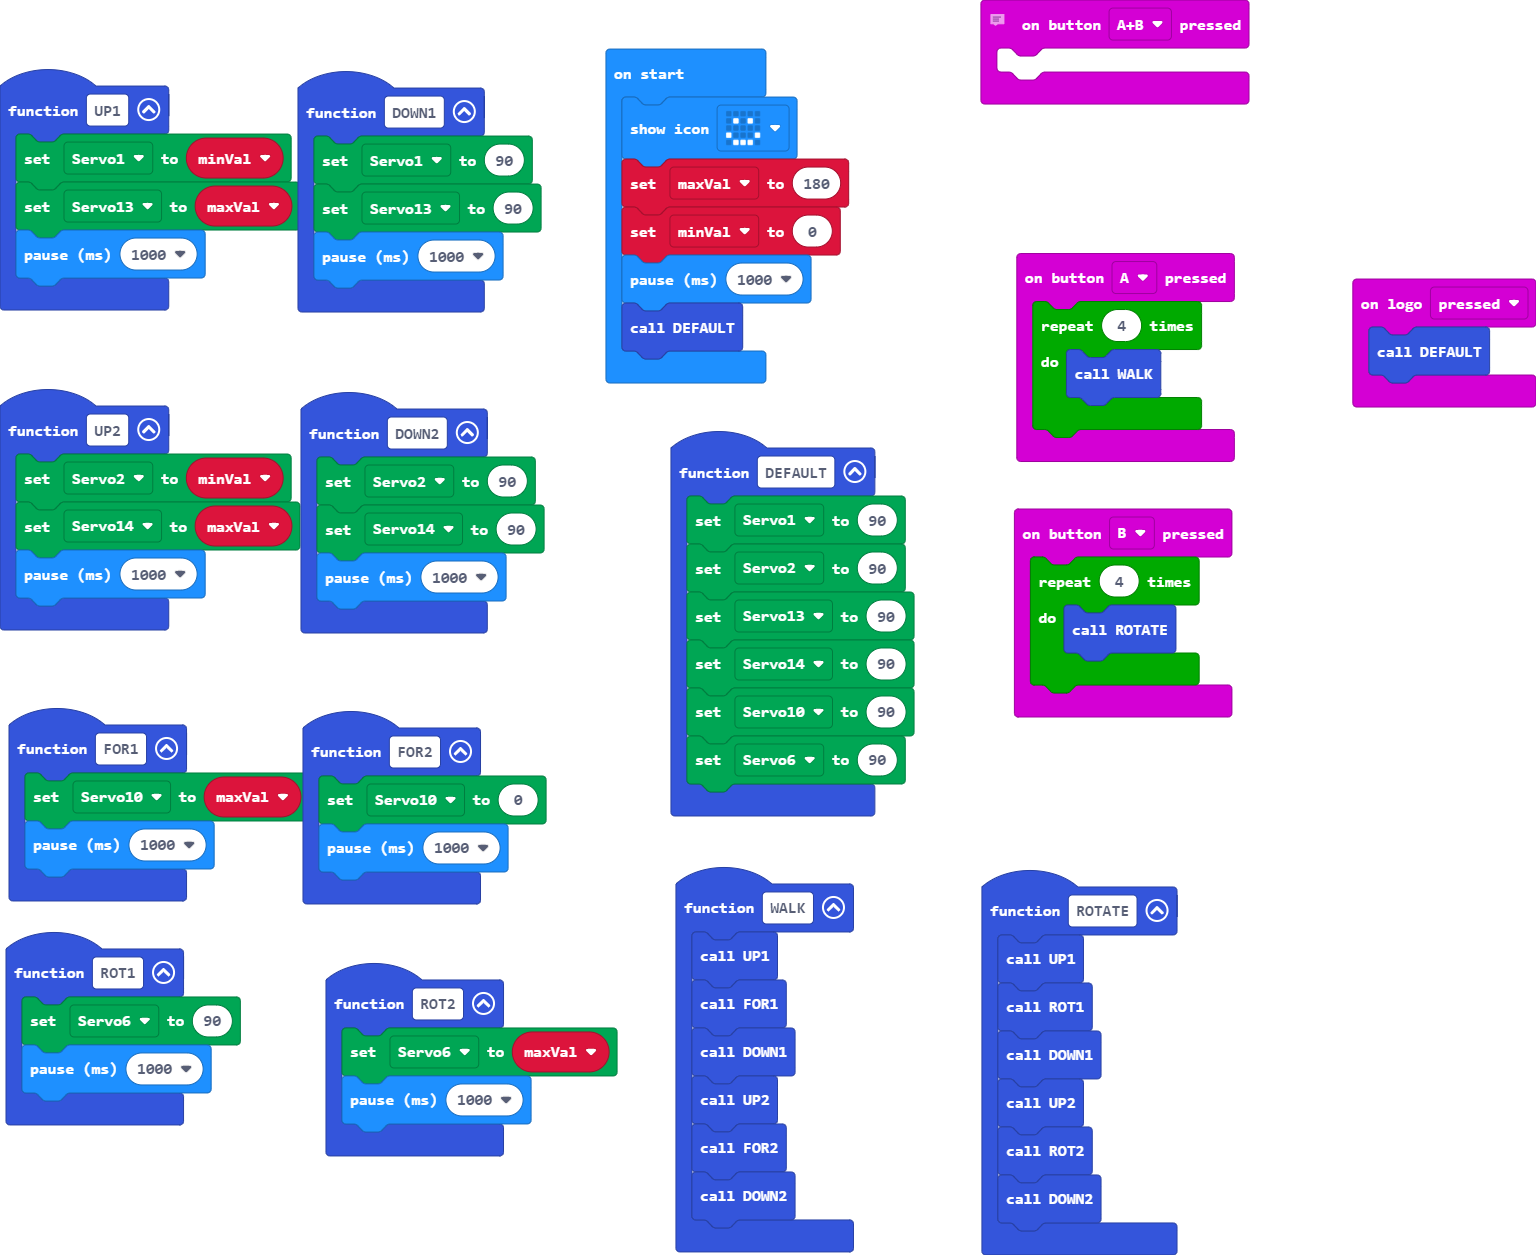 function UP1
set Servo1 to minVal
set Servo13 to maxVal
pause (ms) 1000
function DOWN1
set Servo1 to 90
set Servo13 to 90
pause (ms) 1000
on start
show icon
set maxVal to 180
set minVal to 0
pause (ms) 1000
call DEFAULT
on button A+B pressed
on button A pressed
repeat 4 times
do
call WALK
on logo pressed
call DEFAULT
function UP2
set Servo2 to minVal
set Servo14 to maxVal
pause (ms) 1000
function DOWN2
set Servo2 to 90
set Servo14 to 90
pause (ms) 1000
function DEFAULT
set Servo1 to 90
set Servo2 to 90
set Servo13 to 90
set Servo14 to 90
set Servo10 to 90
set Servo6 to 90
on button B pressed
repeat 4 times
do
call ROTATE
function FOR1
set Servo10 to maxVal
pause (ms) 1000
function FOR2
set Servo10 to 0
pause (ms) 1000
function ROT1
set Servo6 to 90
pause (ms) 1000
function ROT2
set Servo6 to maxVal
pause (ms) 1000
function WALK
call UP1
call FOR1
call DOWN1
call UP2
call FOR2
call DOWN2
function ROTATE
call UP1
call ROT1
call DOWN1
call UP2
call ROT2
call DOWN2